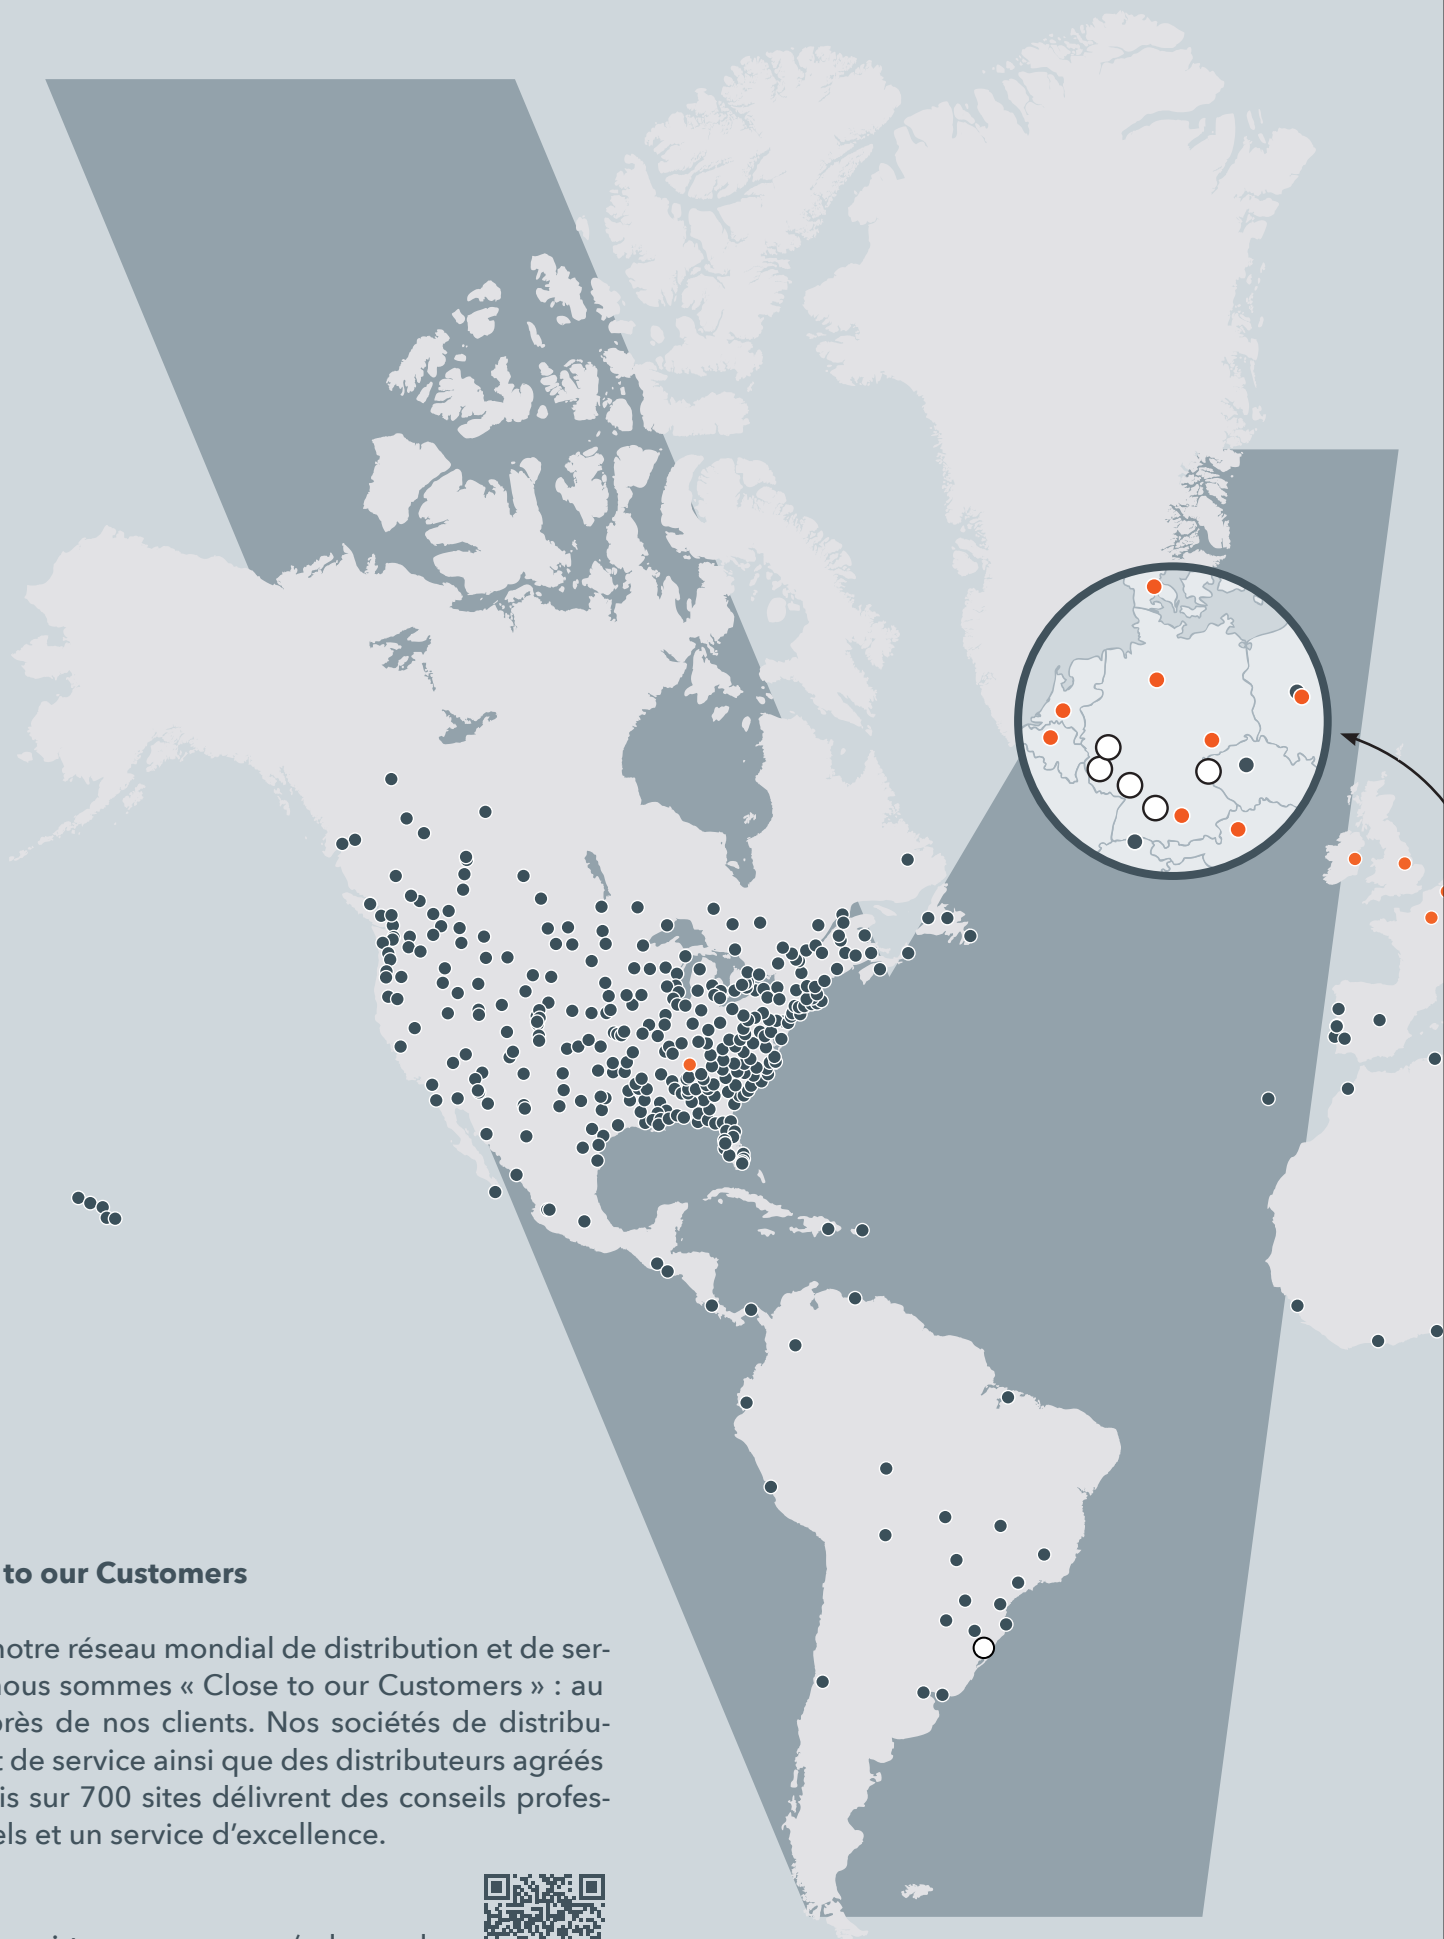 to our Customers
notre réseau mondial de distribution et de ser-
nous sommes « Close to our Customers » : au
près de nos clients. Nos sociétés de distribu-
t de service ainsi que des distributeurs agréés
is sur 700 sites délivrent des conseils profes-
els et un service d’excellence.